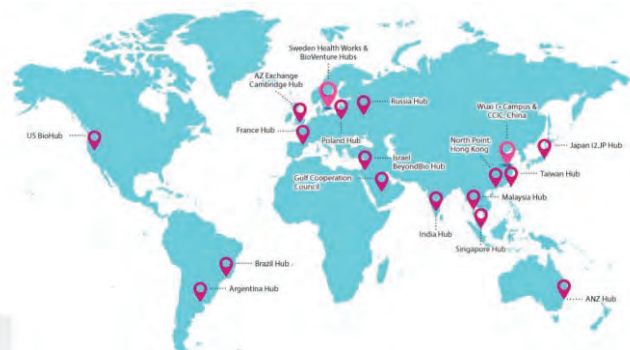 Sweden Health Works &
BioVenture Hubs
AZ Exchange
Cambridge Hub
Russia Hub
Wuxi I-Campus &
CCiC, China
US BioHub
France Hub
Poland Hub
North Point,
Hong Kong
Japan i2.JP Hub
Israel
BeyondBio Hub
Taiwan Hub
Gulf Cooperation
Council
Malaysia Hub
India Hub
Singapore Hub
Brazil Hub
Argentina Hub
ANZ Hub